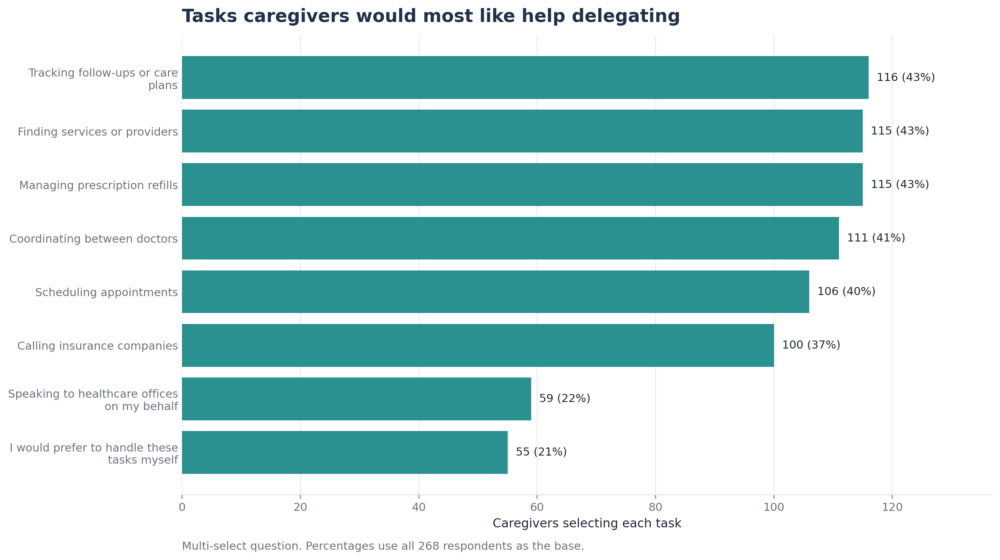 Tasks caregivers would most like help delegating
Tracking follow-ups or care
plans
116 (43%)
Finding services or providers
115 (43%)
Managing prescription refills
115 (43%)
Coordinating between doctors
111 (41%)
Scheduling appointments
106 (40%)
Calling insurance companies
100 (37%)
Speaking to healthcare offices
on my behalf
59 (22%)
I would prefer to handle these
tasks myself
55 (21%)
0 20 40 60 80 100 120
Caregivers selecting each task
Multi-select question. Percentages use all 268 respondents as the base.